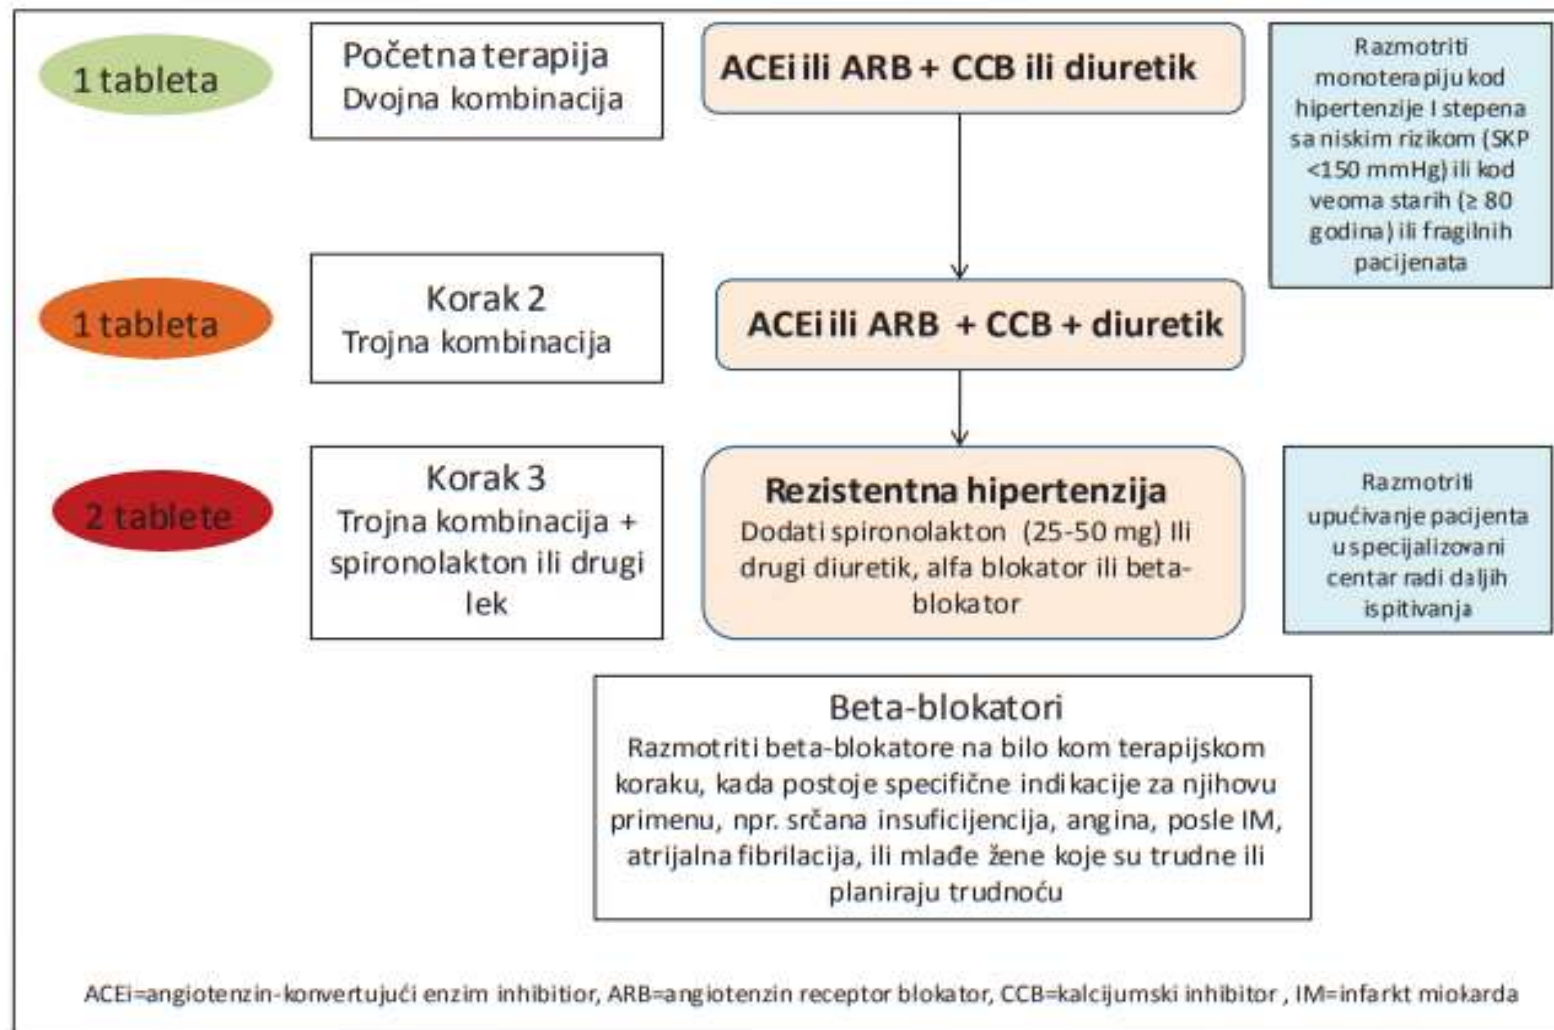 1 tableta
Početna terapija
Dvojna kombinacija
ACEi ili ARB + CCB ili diuretik
Razmotriti
monoterapiju kod
hipertenzije I stepena
sa niskim rizikom (SKP
<150 mmHg) ili kod
veoma starih (≥ 80
godina) ili fragilnih
pacijenata
1 tableta
Korak 2
Trojna kombinacija
ACEi ili ARB + CCB + diuretik
2 tablete
Korak 3
Trojna kombinacija +
spironolakton ili drugi
lek
Rezistentna hipertenzija
Dodati spironolakton (25-50 mg) Ili
drugi diuretik, alfa blokator ili beta-
blokator
Razmotriti
upućivanje pacijenta
u specijalizovani
centar radi daljih
ispitivanja
Beta-blokatori
Razmotriti beta-blokatore na bilo kom terapijskom
koraku, kada postoje specifične indikacije za njihovu
primenu, npr. srčana insuficijencija, angina, posle IM,
atrijalna fibrilacija, ili mlađe žene koje su trudne ili
planiraju trudnoću
ACEi=angiotenzin-konvertujući enzim inhibitior, ARB=angiotenzin receptor blokator, CCB=kalcijumski inhibitor , IM=infarkt miokarda